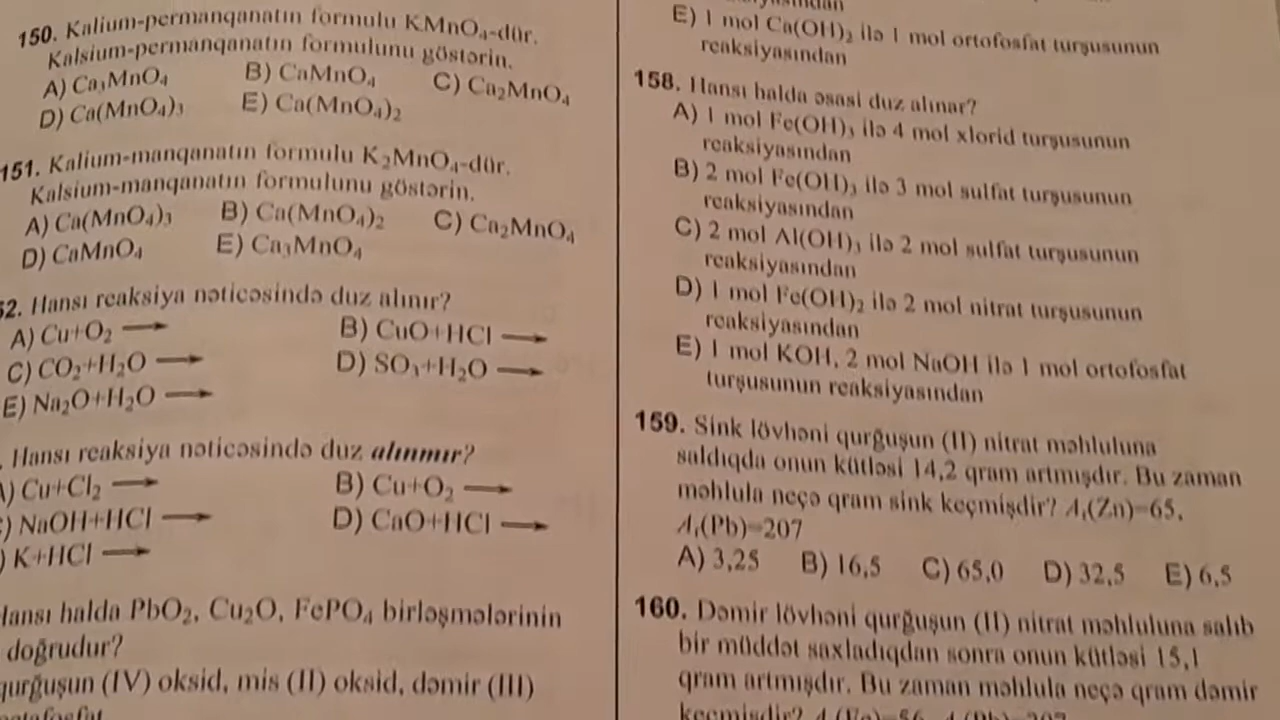 150. Kalium-permanqanatın formulu KMnO₄-dür.
Kalsium-permanqanatın formulunu göstərin.
A) Ca₃MnO₄ B) CaMnO₄ C) Ca₂MnO₄
D) Ca(MnO₄)₃ E) Ca(MnO₄)₂
151. Kalium-manqanatın formulu K₂MnO₄-dür.
Kalsium-manqanatın formulunu göstərin.
A) Ca(MnO₄)₃ B) Ca(MnO₄)₂ C) Ca₂MnO₄
D) CaMnO₄ E) Ca₃MnO₄
52. Hansı reaksiya nəticəsində duz alınır?
A) Cu+O₂ → B) CuO+HCl →
C) CO₂+H₂O → D) SO₃+H₂O →
E) Na₂O+H₂O →
. Hansı reaksiya nəticəsində duz alınmır?
A) Cu+Cl₂ → B) Cu+O₂ →
) NaOH+HCl → D) CaO+HCl →
) K+HCl →
Hansı halda PbO₂, Cu₂O, FePO₄ birləşmələrinin
doğrudur?
qurğuşun (IV) oksid, mis (II) oksid, dəmir (III)
E) 1 mol Ca(OH)₂ ilə 1 mol ortofosfat turşusunun
reaksiyasından
158. Hansı halda əsasi duz alınar?
A) 1 mol Fe(OH)₃ ilə 4 mol xlorid turşusunun
reaksiyasından
B) 2 mol Fe(OH)₃ ilə 3 mol sulfat turşusunun
reaksiyasından
C) 2 mol Al(OH)₃ ilə 2 mol sulfat turşusunun
reaksiyasından
D) 1 mol Fe(OH)₂ ilə 2 mol nitrat turşusunun
reaksiyasından
E) 1 mol KOH, 2 mol NaOH ilə 1 mol ortofosfat
turşusunun reaksiyasından
159. Sink lövhəni qurğuşun (II) nitrat məhluluna
saldıqda onun kütləsi 14,2 qram artmışdır. Bu zaman
məhlula neçə qram sink keçmişdir? Aᵣ(Zn)=65,
Aᵣ(Pb)=207
A) 3,25 B) 16,5 C) 65,0 D) 32,5 E) 6,5
160. Dəmir lövhəni qurğuşun (II) nitrat məhluluna salıb
bir müddət saxladıqdan sonra onun kütləsi 15,1
qram artmışdır. Bu zaman məhlula neçə qram dəmir
keçmişdir? Aᵣ(Fe)=56, Aᵣ(Pb)=207